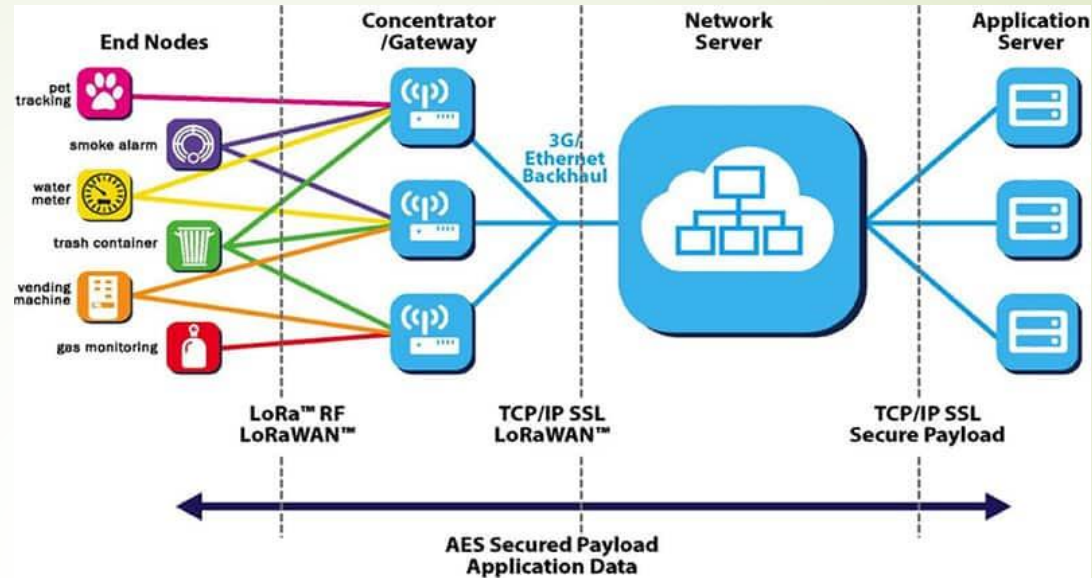 End Nodes
Concentrator
/Gateway
Network
Server
Application
Server
pet
tracking
smoke alarm
water
meter
trash container
vending
machine
gas monitoring
3G/
Ethernet
Backhaul
LoRa™ RF
LoRaWAN™
TCP/IP SSL
LoRaWAN™
TCP/IP SSL
Secure Payload
AES Secured Payload
Application Data